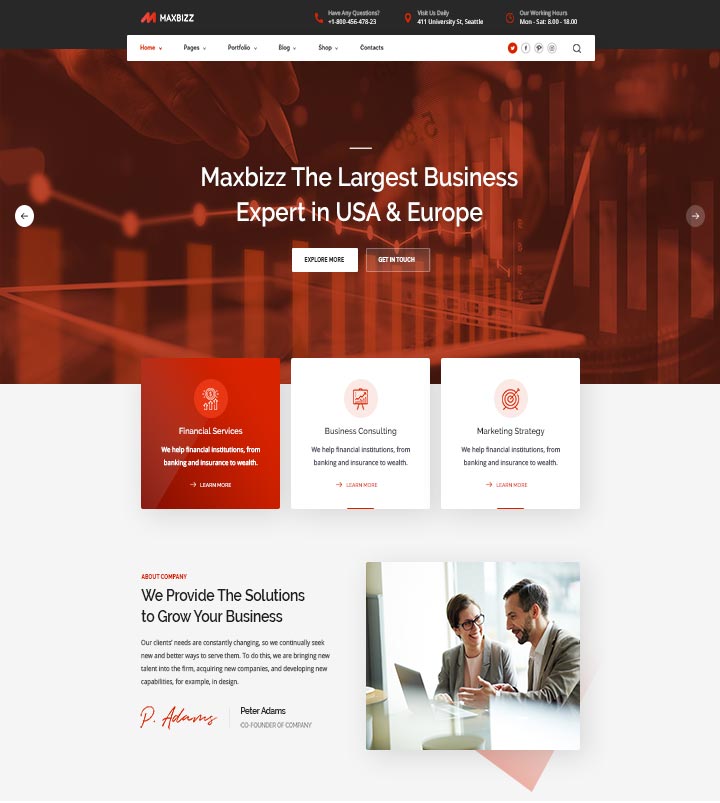 MAXBIZZ
Have Any Questions?
+1-800-456-478-23
Visit Us Daily
411 University St, Seattle
Our Working Hours
Mon - Sat: 8.00 - 18.00
Home
Pages
Portfolio
Blog
Shop
Contacts
Maxbizz The Largest Business
Expert in USA & Europe
EXPLORE MORE
GET IN TOUCH
Financial Services
We help financial institutions, from
banking and insurance to wealth.
LEARN MORE
Business Consulting
We help financial institutions, from
banking and insurance to wealth.
LEARN MORE
Marketing Strategy
We help financial institutions, from
banking and insurance to wealth.
LEARN MORE
ABOUT COMPANY
We Provide The Solutions
to Grow Your Business
Our clients' needs are constantly changing, so we continually seek
new and better ways to serve them. To do this, we are bringing new
talent into the firm, acquiring new companies, and developing new
capabilities, for example, in design.
P. Adams
Peter Adams
CO-FOUNDER OF COMPANY